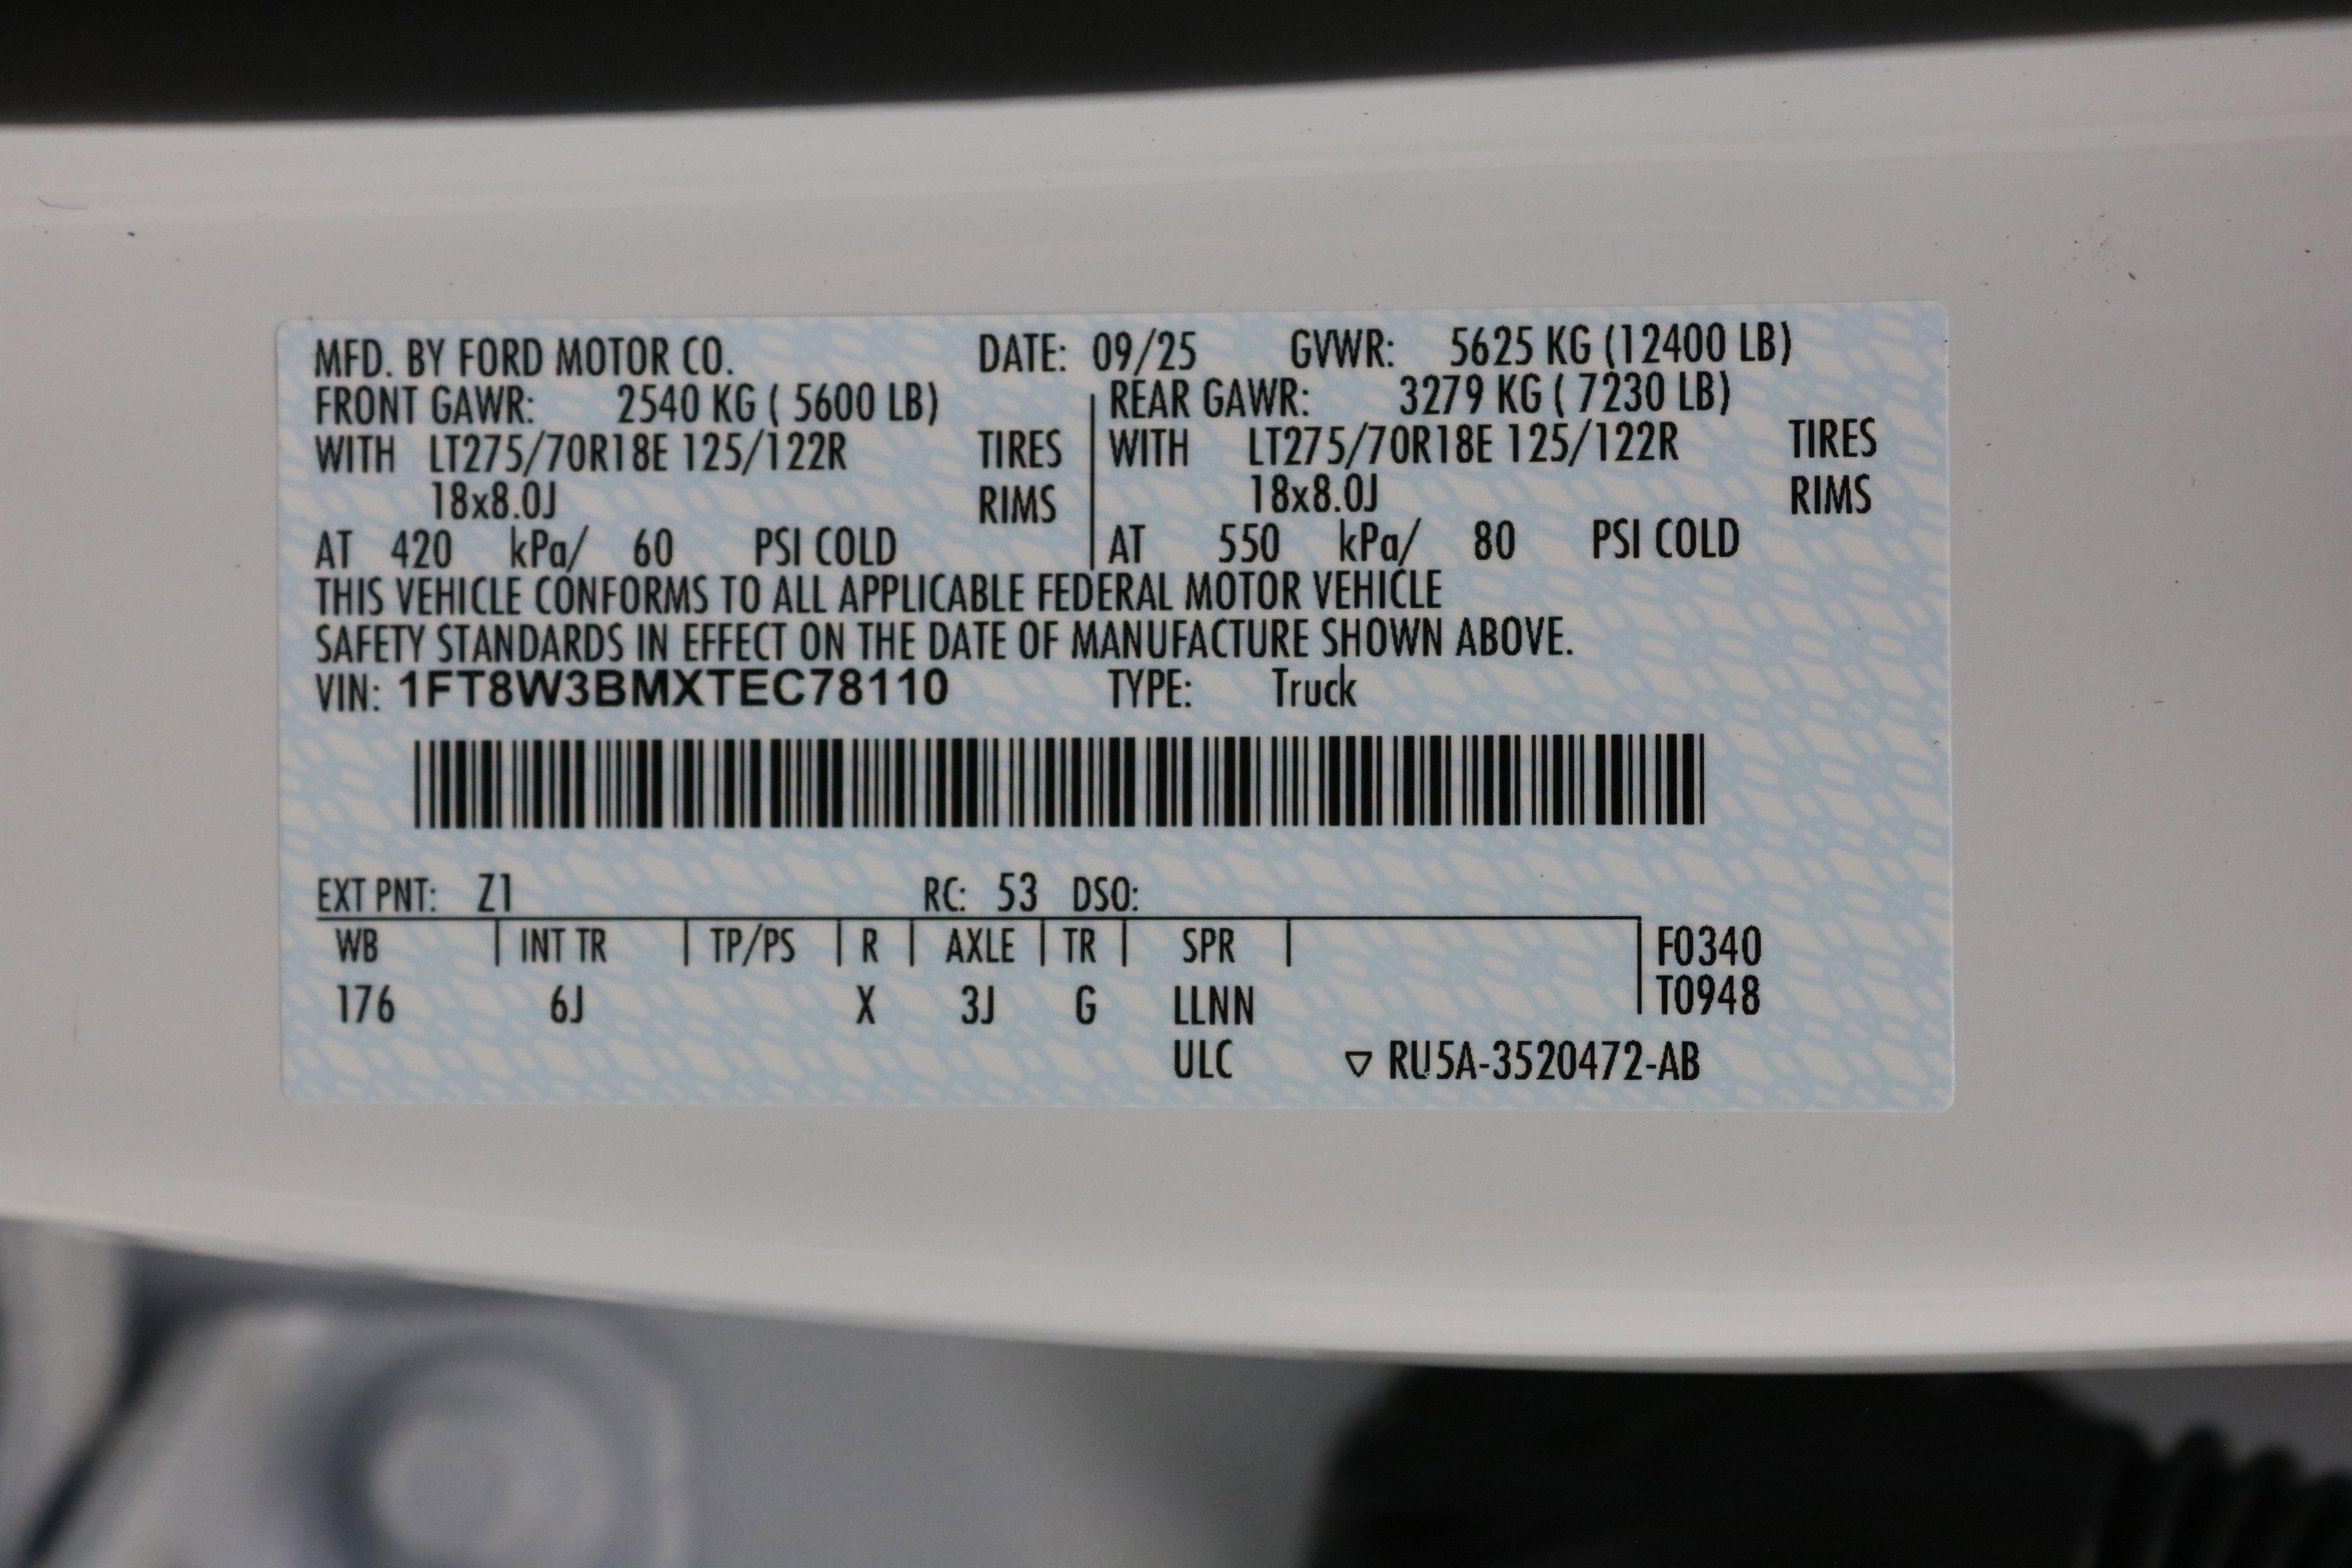 MFD. BY FORD MOTOR CO. DATE: 09/25 GVWR: 5625 KG (12400 LB)
FRONT GAWR: 2540 KG ( 5600 LB) REAR GAWR: 3279 KG ( 7230 LB)
WITH LT275/70R18E 125/122R TIRES WITH LT275/70R18E 125/122R TIRES
18x8.0J RIMS 18x8.0J RIMS
AT 420 kPa/ 60 PSI COLD AT 550 kPa/ 80 PSI COLD
THIS VEHICLE CONFORMS TO ALL APPLICABLE FEDERAL MOTOR VEHICLE
SAFETY STANDARDS IN EFFECT ON THE DATE OF MANUFACTURE SHOWN ABOVE.
VIN: 1FT8W3BMXTEC78110 TYPE: Truck
EXT PNT: Z1 RC: 53 DSO:
WB INT TR TP/PS R AXLE TR SPR F0340
176 6J X 3J G LLNN T0948
ULC ▽ RU5A-3520472-AB